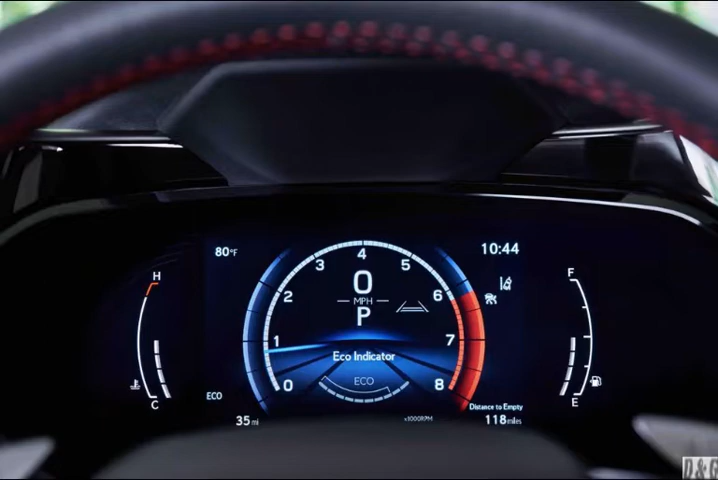 80°F
10:44
H
F
4
3
5
2
0
6
MPH
P
1
7
Eco Indicator
0
ECO
8
ECO
C
E
Distance to Empty
35 mi
x1000RPM
118 miles
D&G